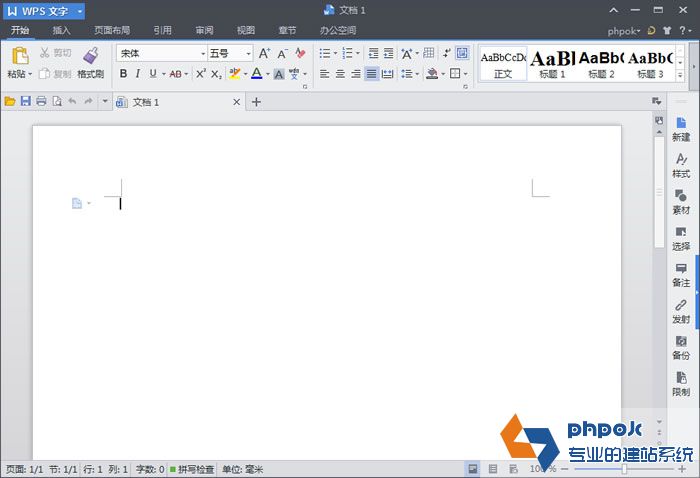 WPS 文字
文档 1
开始 插入 页面布局 引用 审阅 视图 章节 办公空间 phpok
粘贴 剪切 复制 格式刷
宋体 五号
B I U AB X² X₂ A A A
AaBbCcDc AaBl AaBb AaBbC
正文 标题 1 标题 2 标题 3
文档 1
新建
样式
素材
选择
备注
发射
备份
限制
phpok
专业的建站系统
页面: 1/1 节: 1/1 行: 1 列: 1 字数: 0 拼写检查 单位: 毫米 100 %